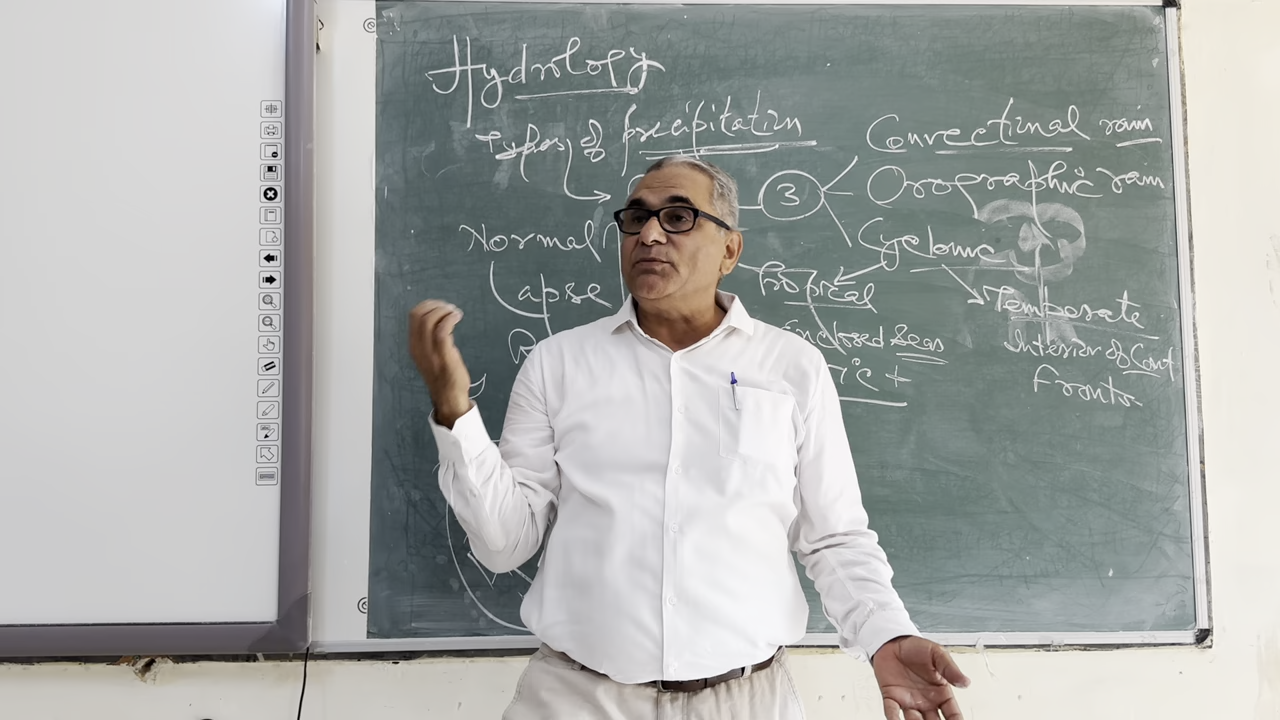 Hydrology
Types of precipitation
3
Convectional rain
Orographic rain
Cyclonic
Normal
Lapse
R
Tropical
Enclosed Seas
7°C +
Temperate
Interior of Cont
Fronts